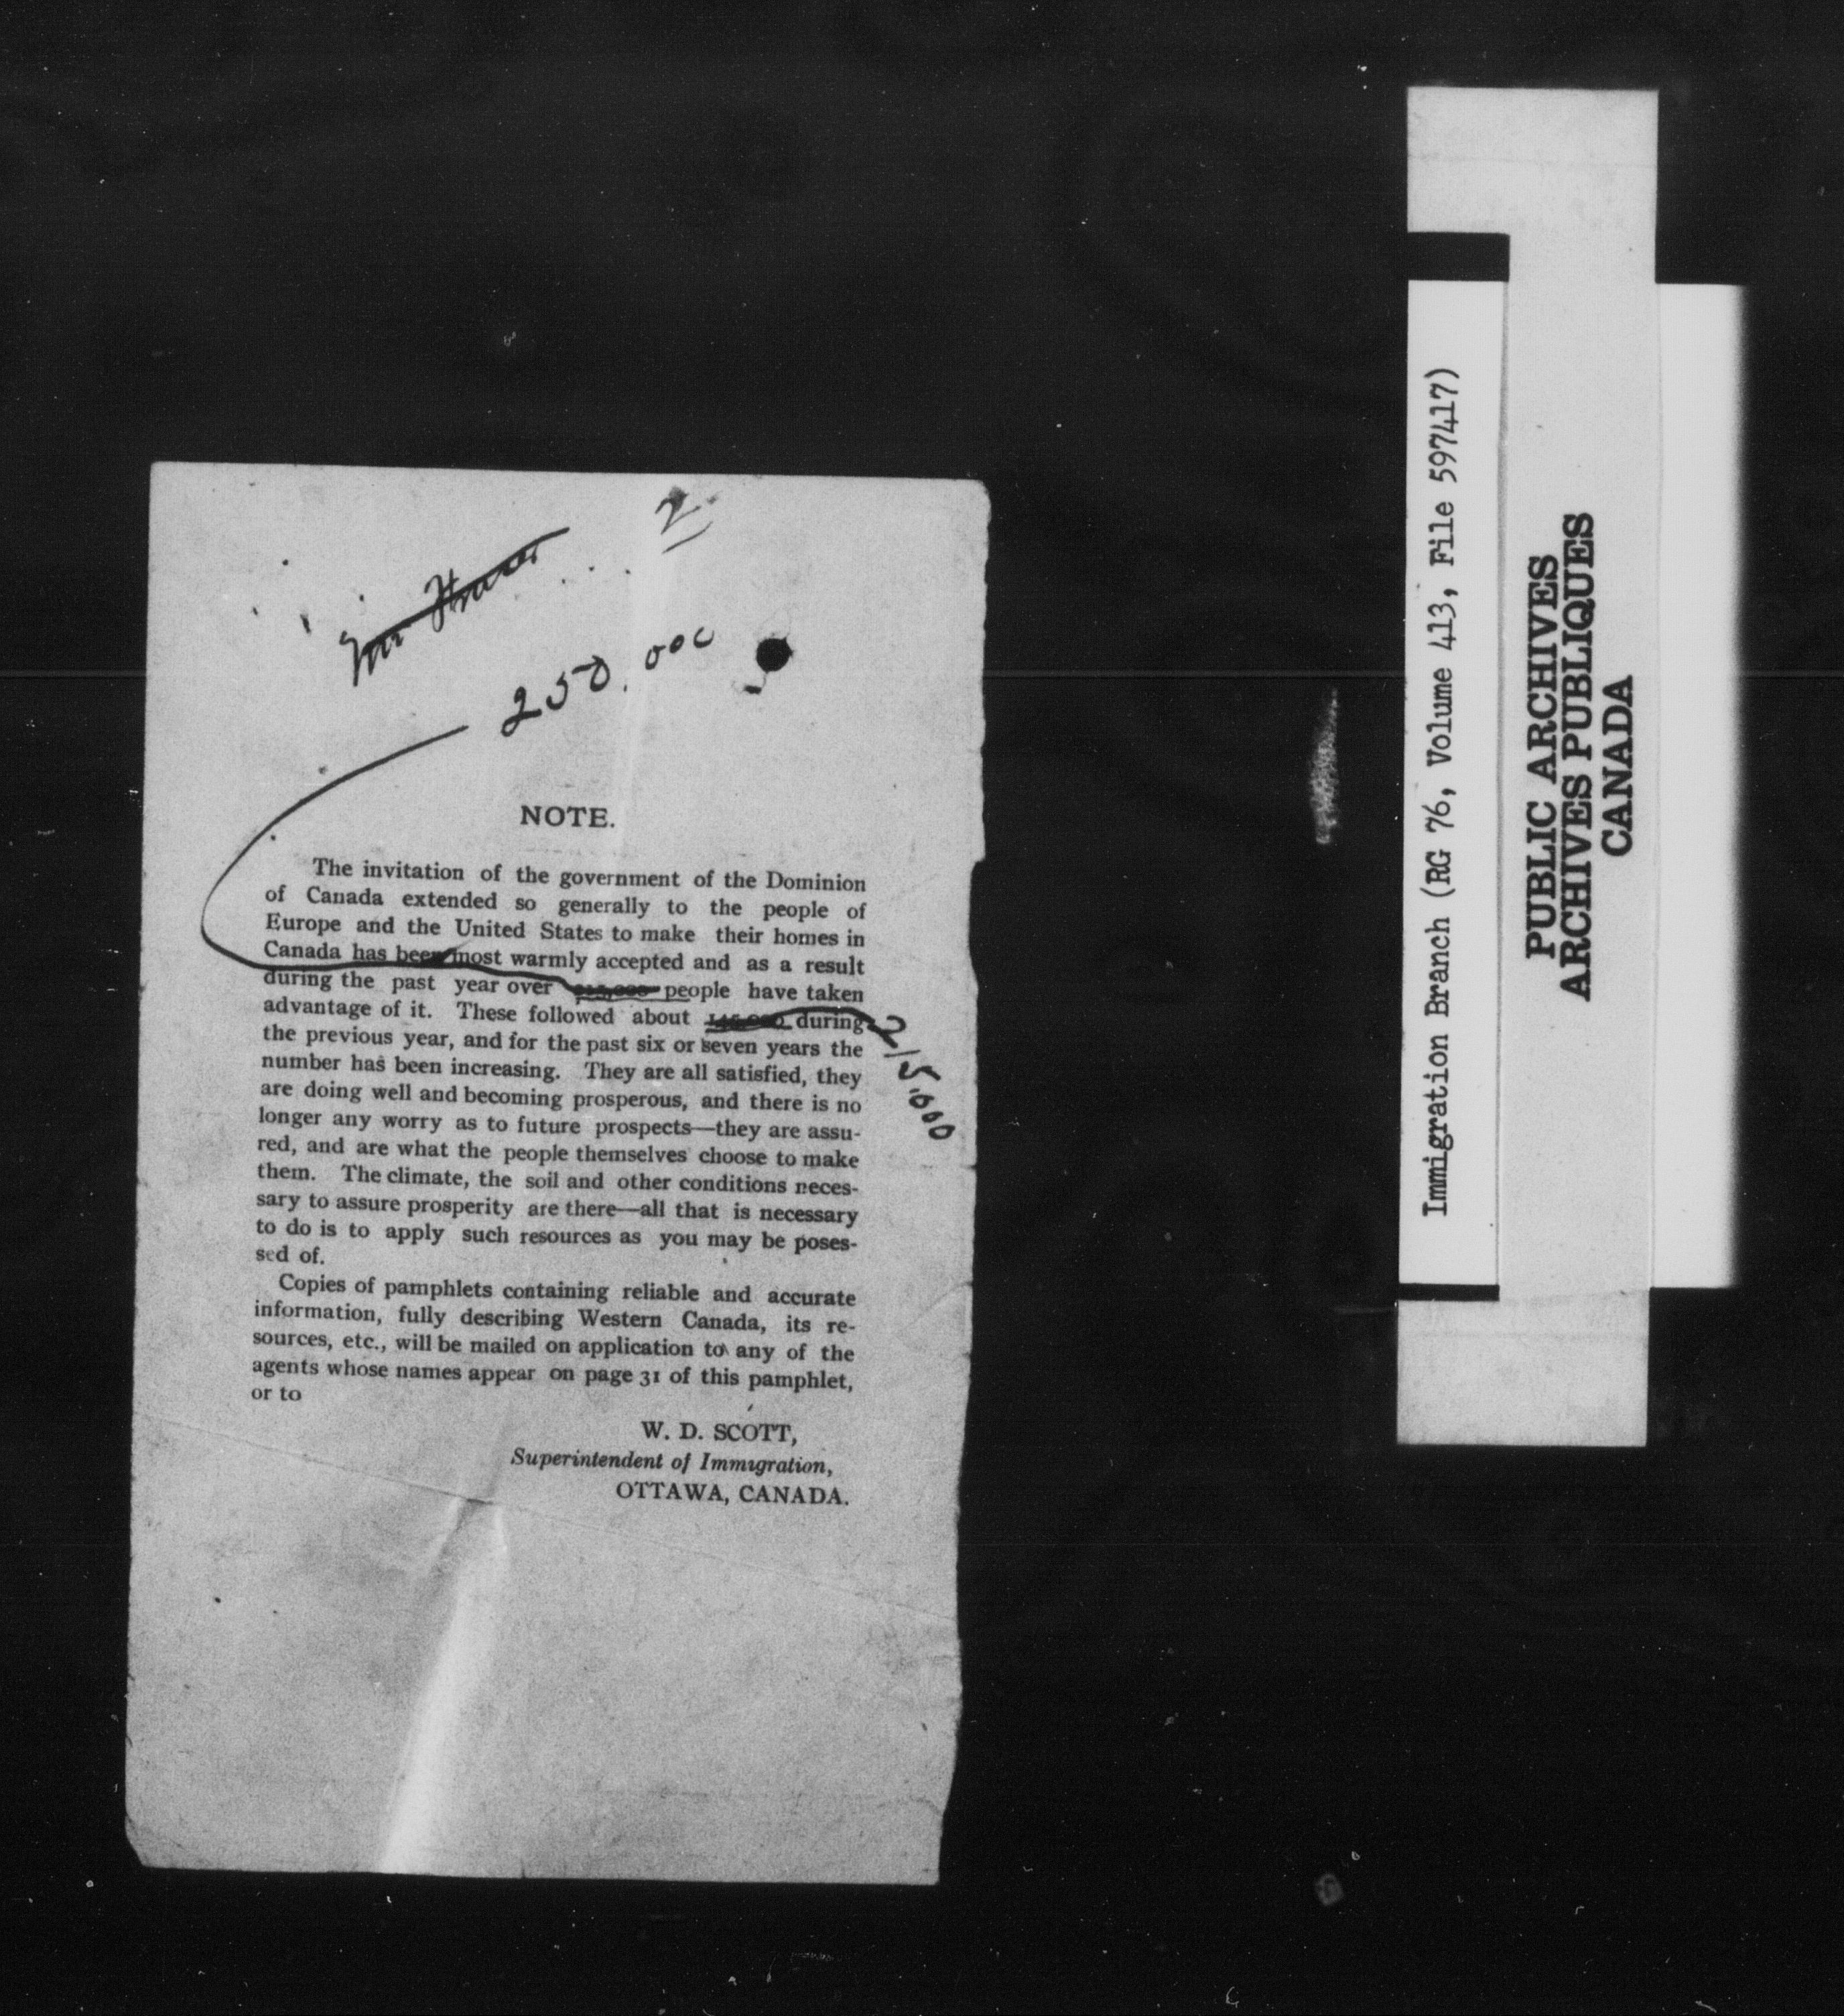 2
250,000
NOTE.
The invitation of the government of the Dominion
of Canada extended so generally to the people of
Europe and the United States to make their homes in
Canada has been most warmly accepted and as a result
during the past year over people have taken
advantage of it. These followed about 145,000 during
215,000
the previous year, and for the past six or seven years the
number has been increasing. They are all satisfied, they
are doing well and becoming prosperous, and there is no
longer any worry as to future prospects—they are assu-
red, and are what the people themselves choose to make
them. The climate, the soil and other conditions neces-
sary to assure prosperity are there—all that is necessary
to do is to apply such resources as you may be poses-
sed of.
Copies of pamphlets containing reliable and accurate
information, fully describing Western Canada, its re-
sources, etc., will be mailed on application to any of the
agents whose names appear on page 31 of this pamphlet,
or to
W. D. SCOTT,
Superintendent of Immigration,
OTTAWA, CANADA.
Immigration Branch (RG 76, Volume 413, File 597417)
PUBLIC ARCHIVES
ARCHIVES PUBLIQUES
CANADA